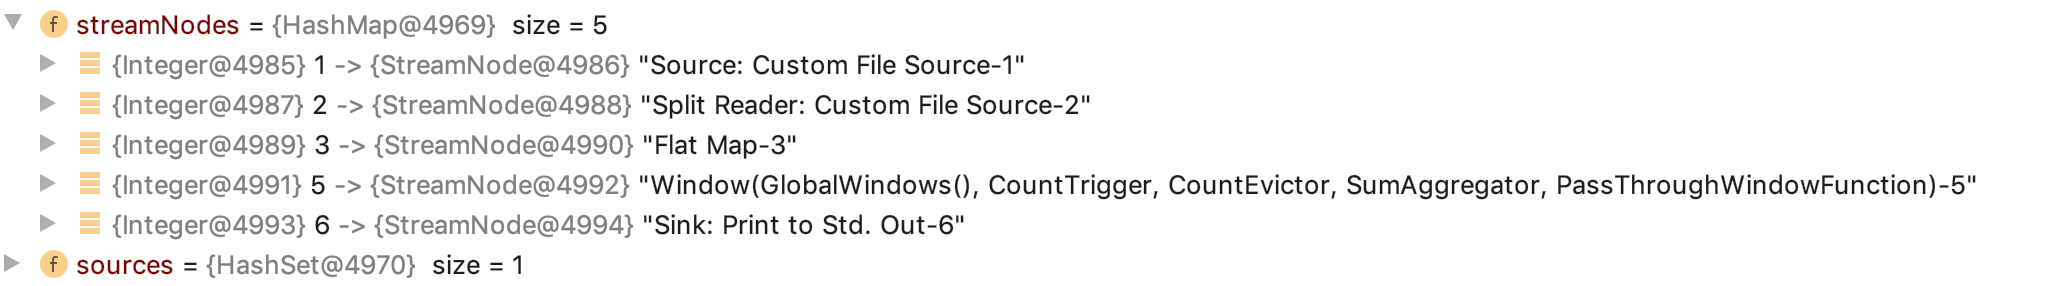 f streamNodes = {HashMap@4969} size = 5
{Integer@4985} 1 -> {StreamNode@4986} "Source: Custom File Source-1"
{Integer@4987} 2 -> {StreamNode@4988} "Split Reader: Custom File Source-2"
{Integer@4989} 3 -> {StreamNode@4990} "Flat Map-3"
{Integer@4991} 5 -> {StreamNode@4992} "Window(GlobalWindows(), CountTrigger, CountEvictor, SumAggregator, PassThroughWindowFunction)-5"
{Integer@4993} 6 -> {StreamNode@4994} "Sink: Print to Std. Out-6"
f sources = {HashSet@4970} size = 1